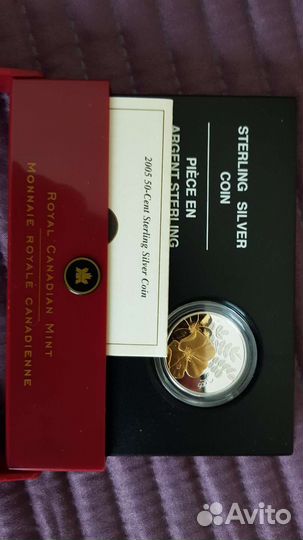 STERLING SILVER
COIN
PIÈCE EN
ARGENT STERLING
2005 50-Cent Sterling Silver Coin
ROYAL CANADIAN MINT
MONNAIE ROYALE CANADIENNE
Avito